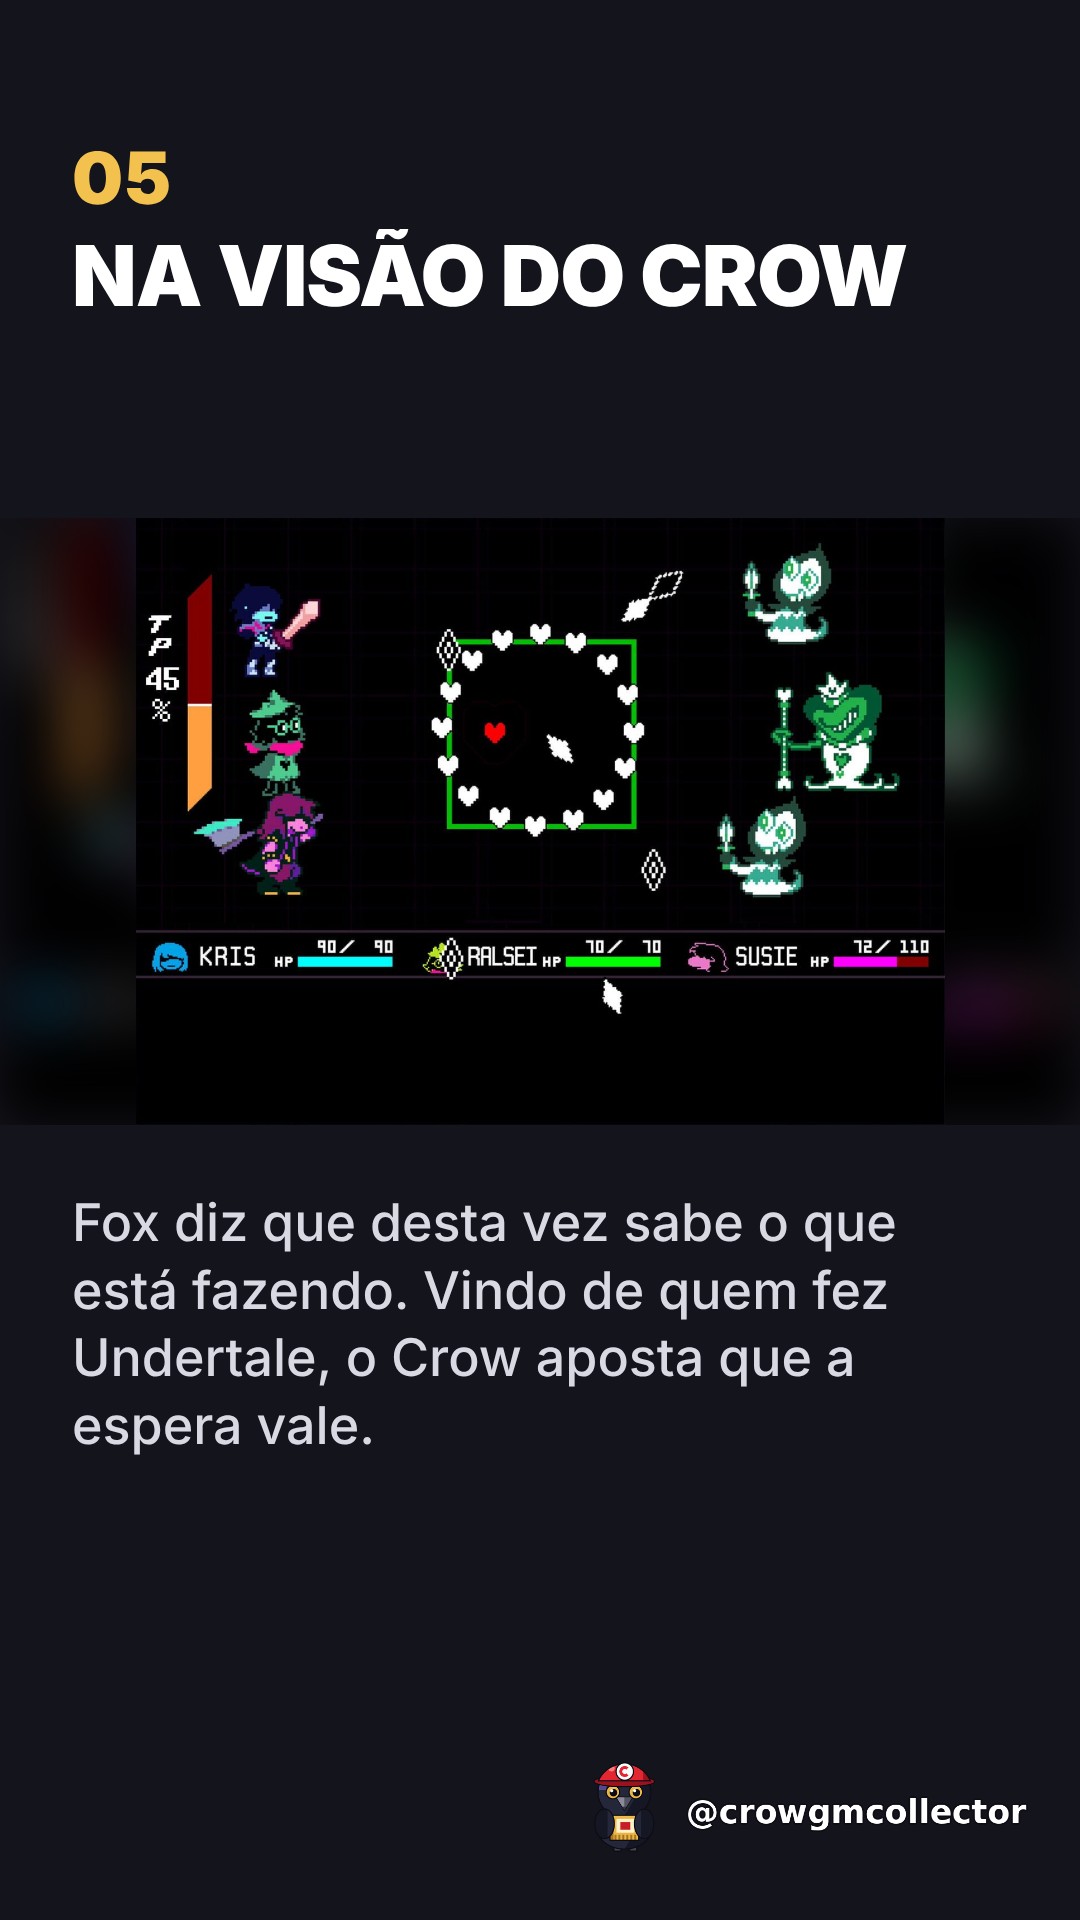 05
NA VISÃO DO CROW
TP
45
%
KRIS HP 90/ 90 RALSEI HP 70/ 70 SUSIE HP 72/ 110
Fox diz que desta vez sabe o que
está fazendo. Vindo de quem fez
Undertale, o Crow aposta que a
espera vale.
C
@crowgmcollector